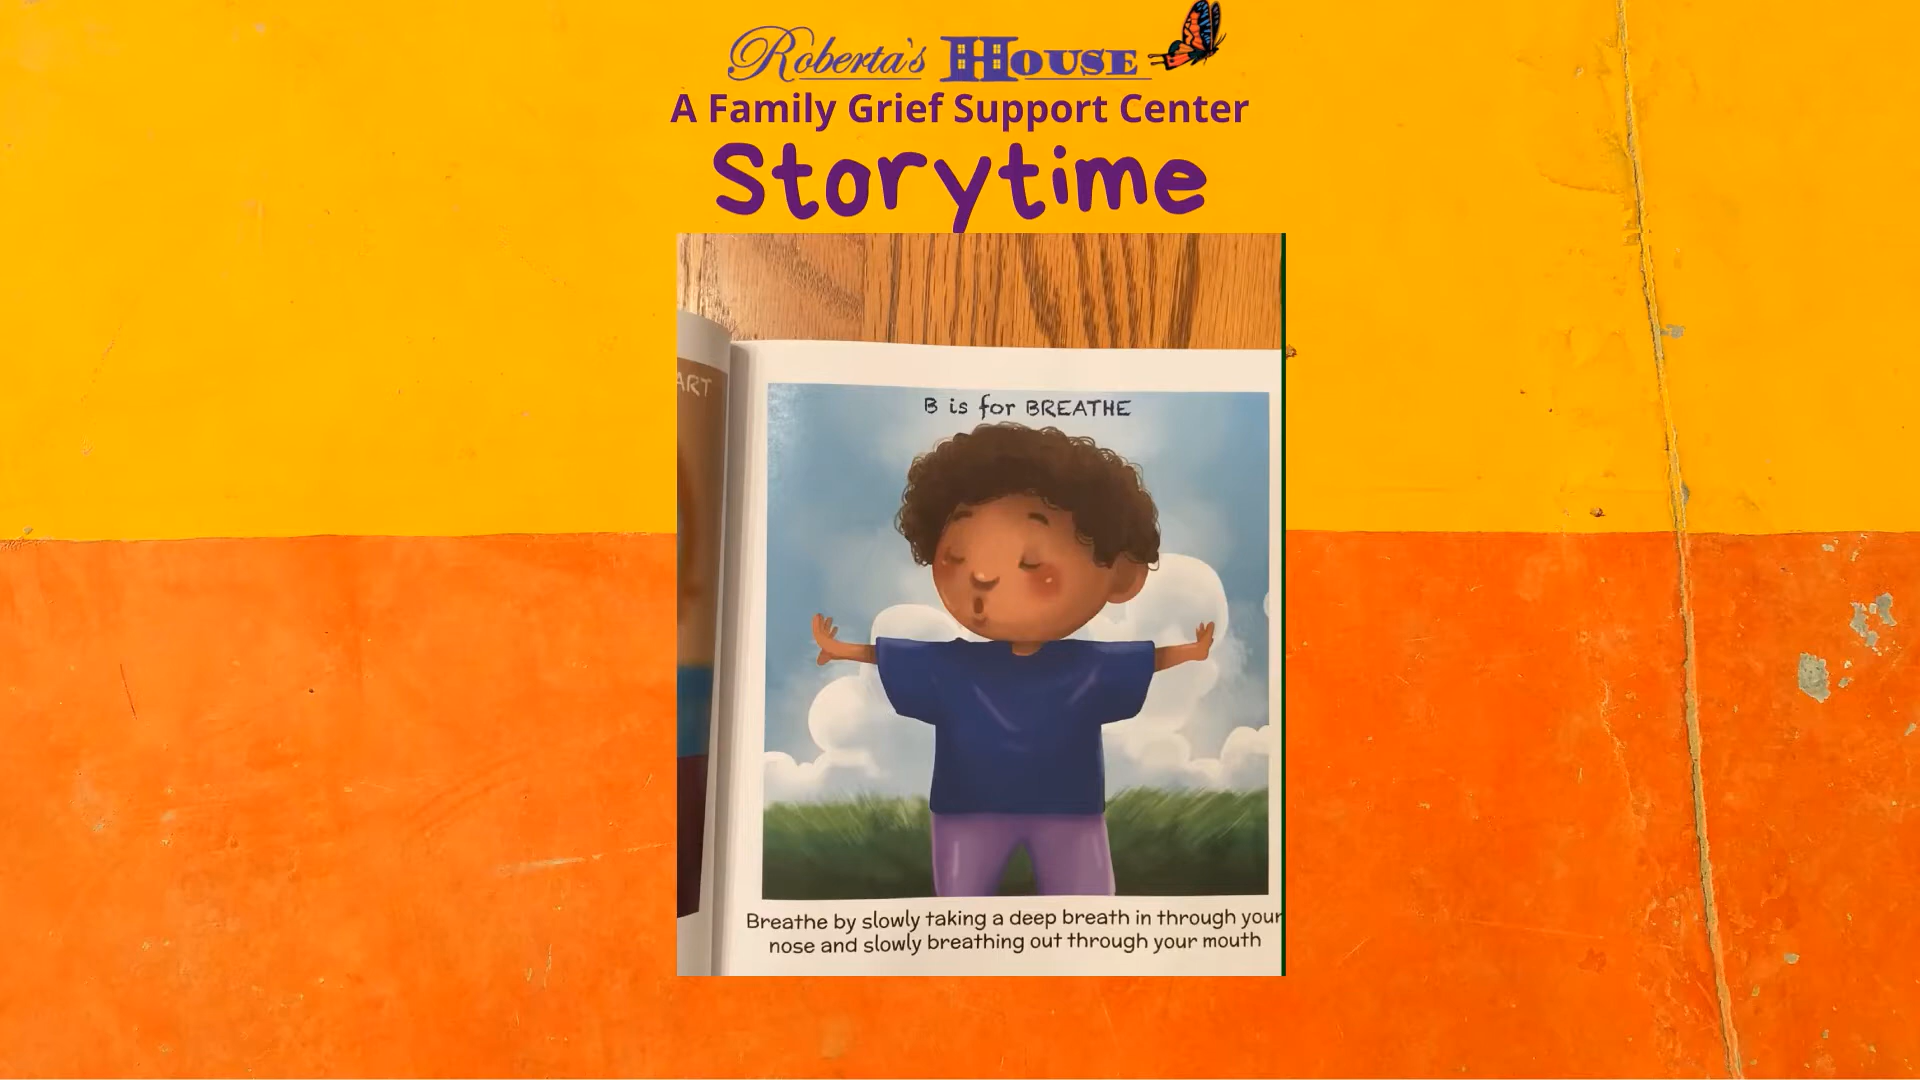 Roberta's HOUSE
A Family Grief Support Center
Storytime
ART
B is for BREATHE
Breathe by slowly taking a deep breath in through your
nose and slowly breathing out through your mouth